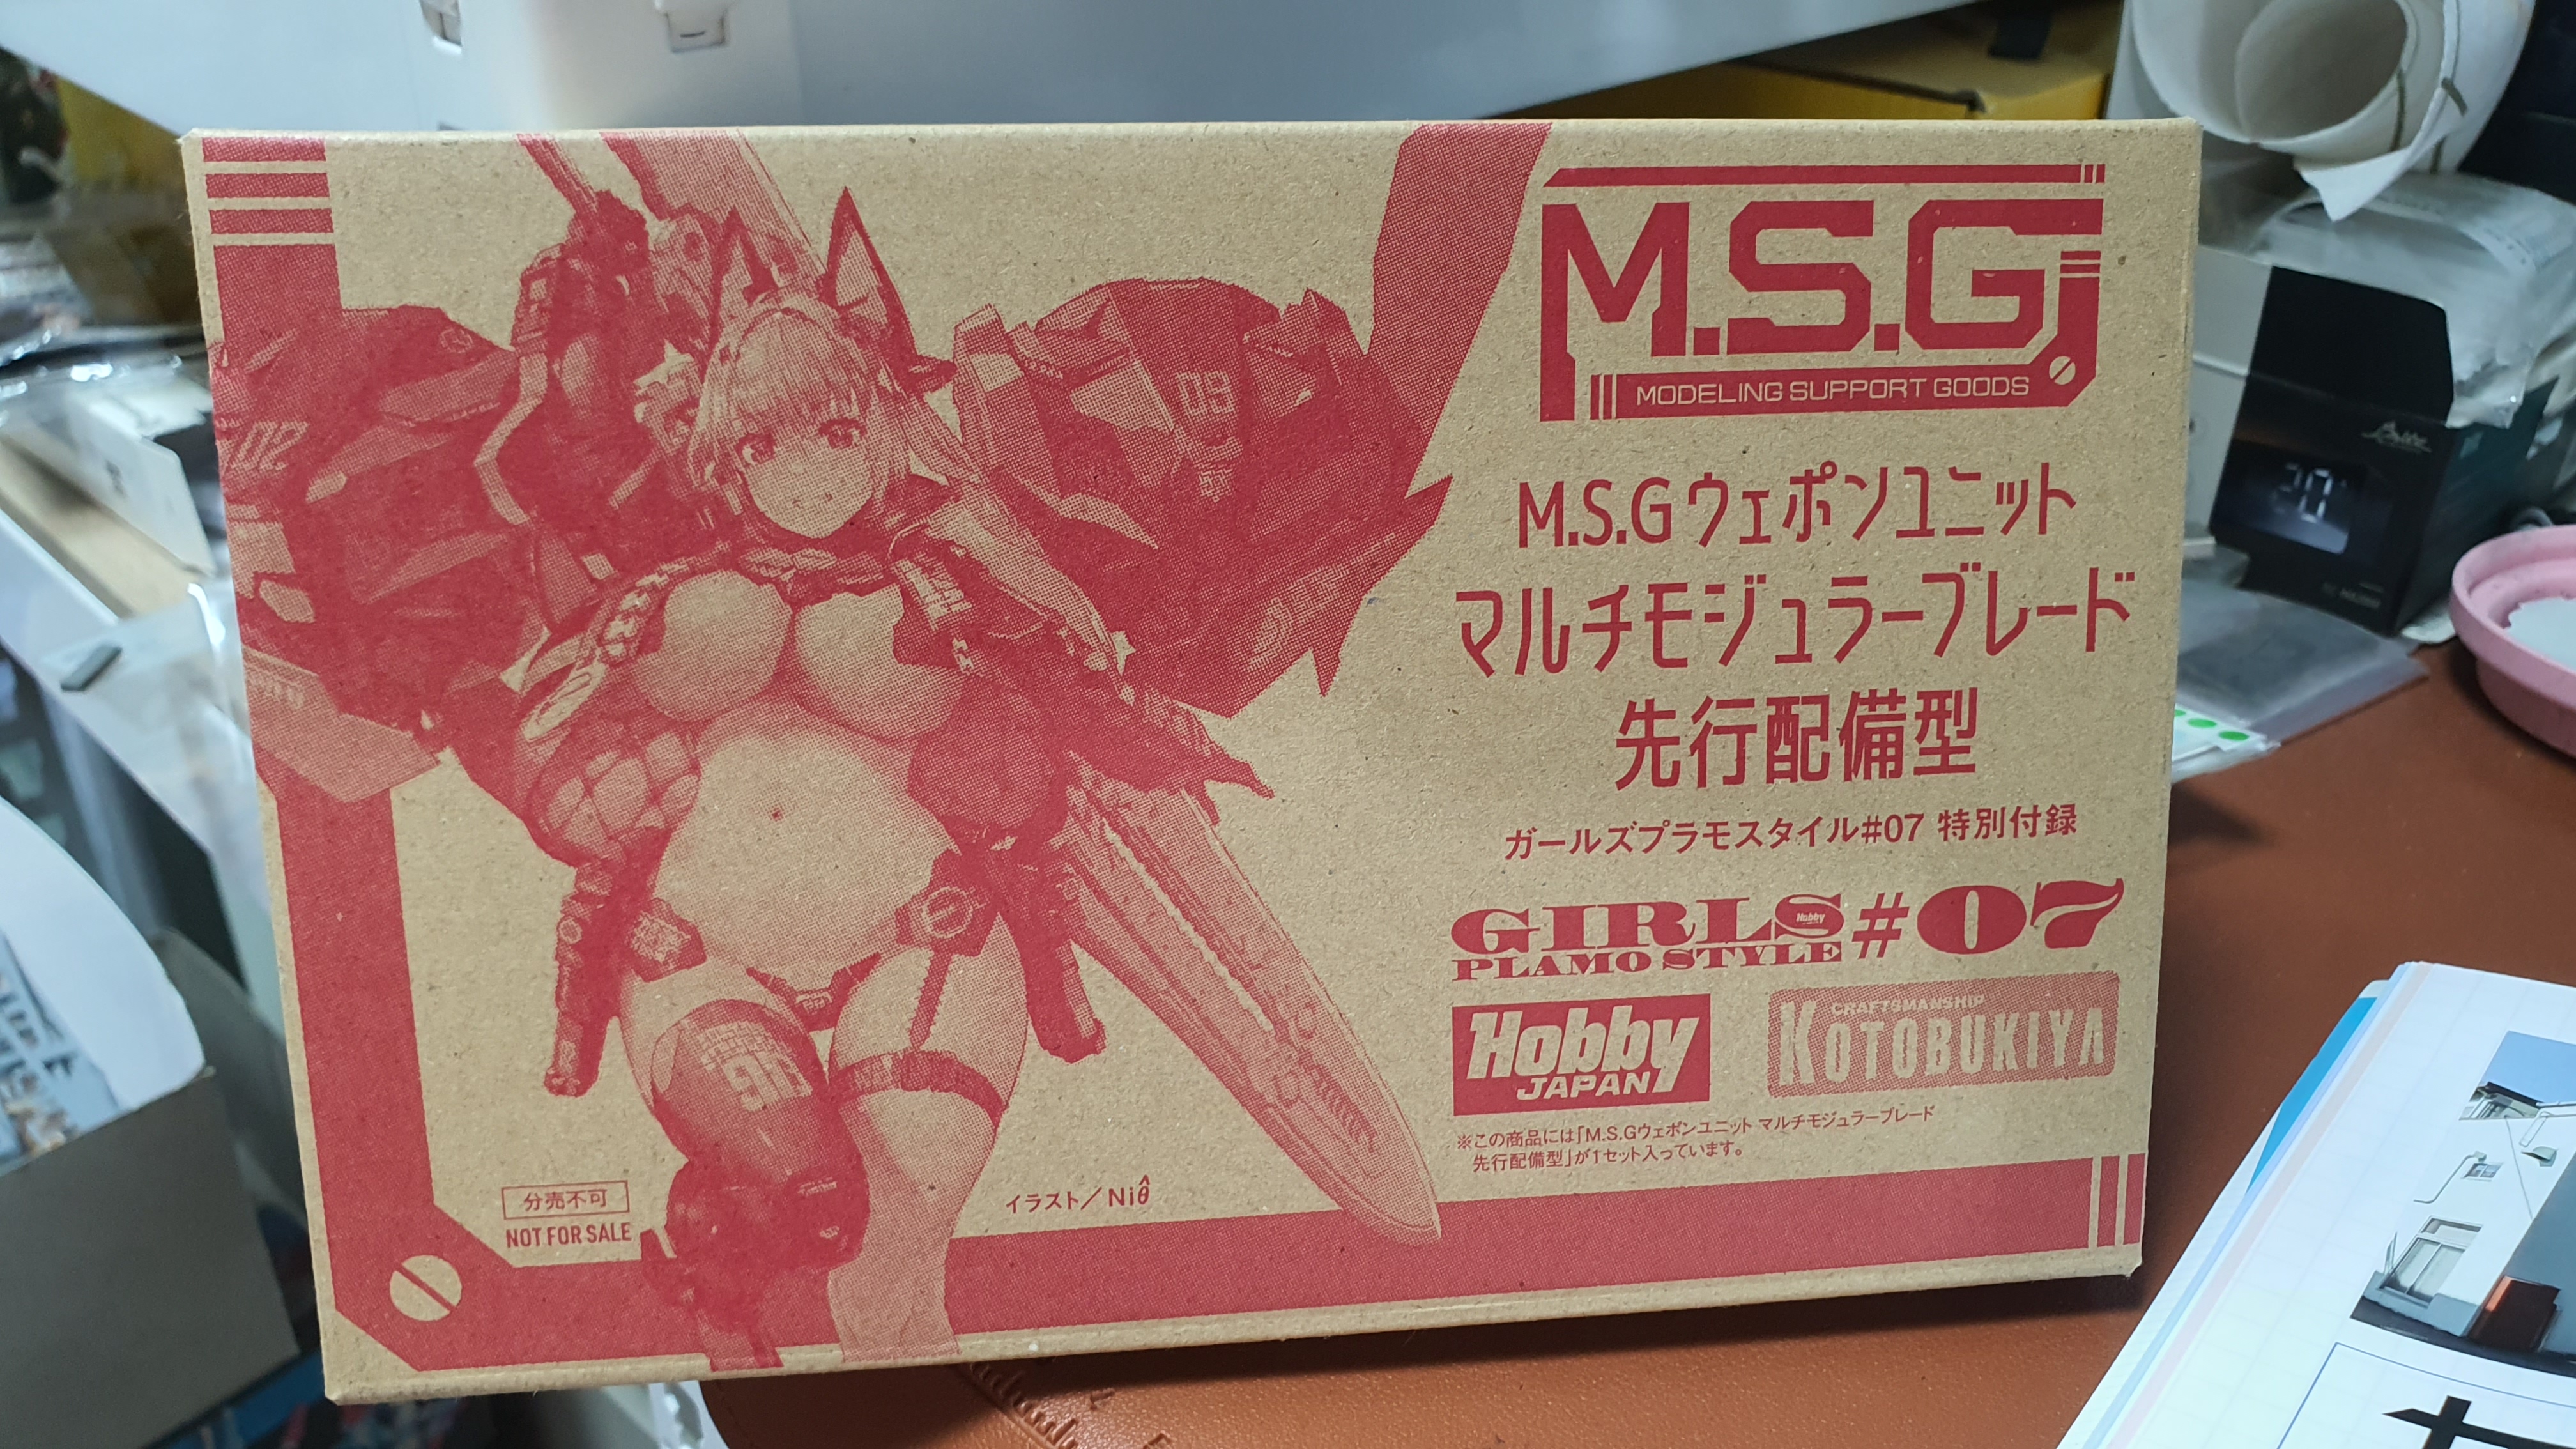 M.S.G
MODELING SUPPORT GOODS
M.S.Gウェポンユニット
マルチモジュラーブレード
先行配備型
ガールズプラモスタイル#07 特別付録
GIRLS Hobby #07
PLAMO STYLE
Hobby
JAPAN
CRAFTSMANSHIP
KOTOBUKIYA
※この商品には「M.S.Gウェポンユニット マルチモジュラーブレード
先行配備型」が1セット入っています。
イラスト/Niθ̂
分売不可
NOT FOR SALE
02
09